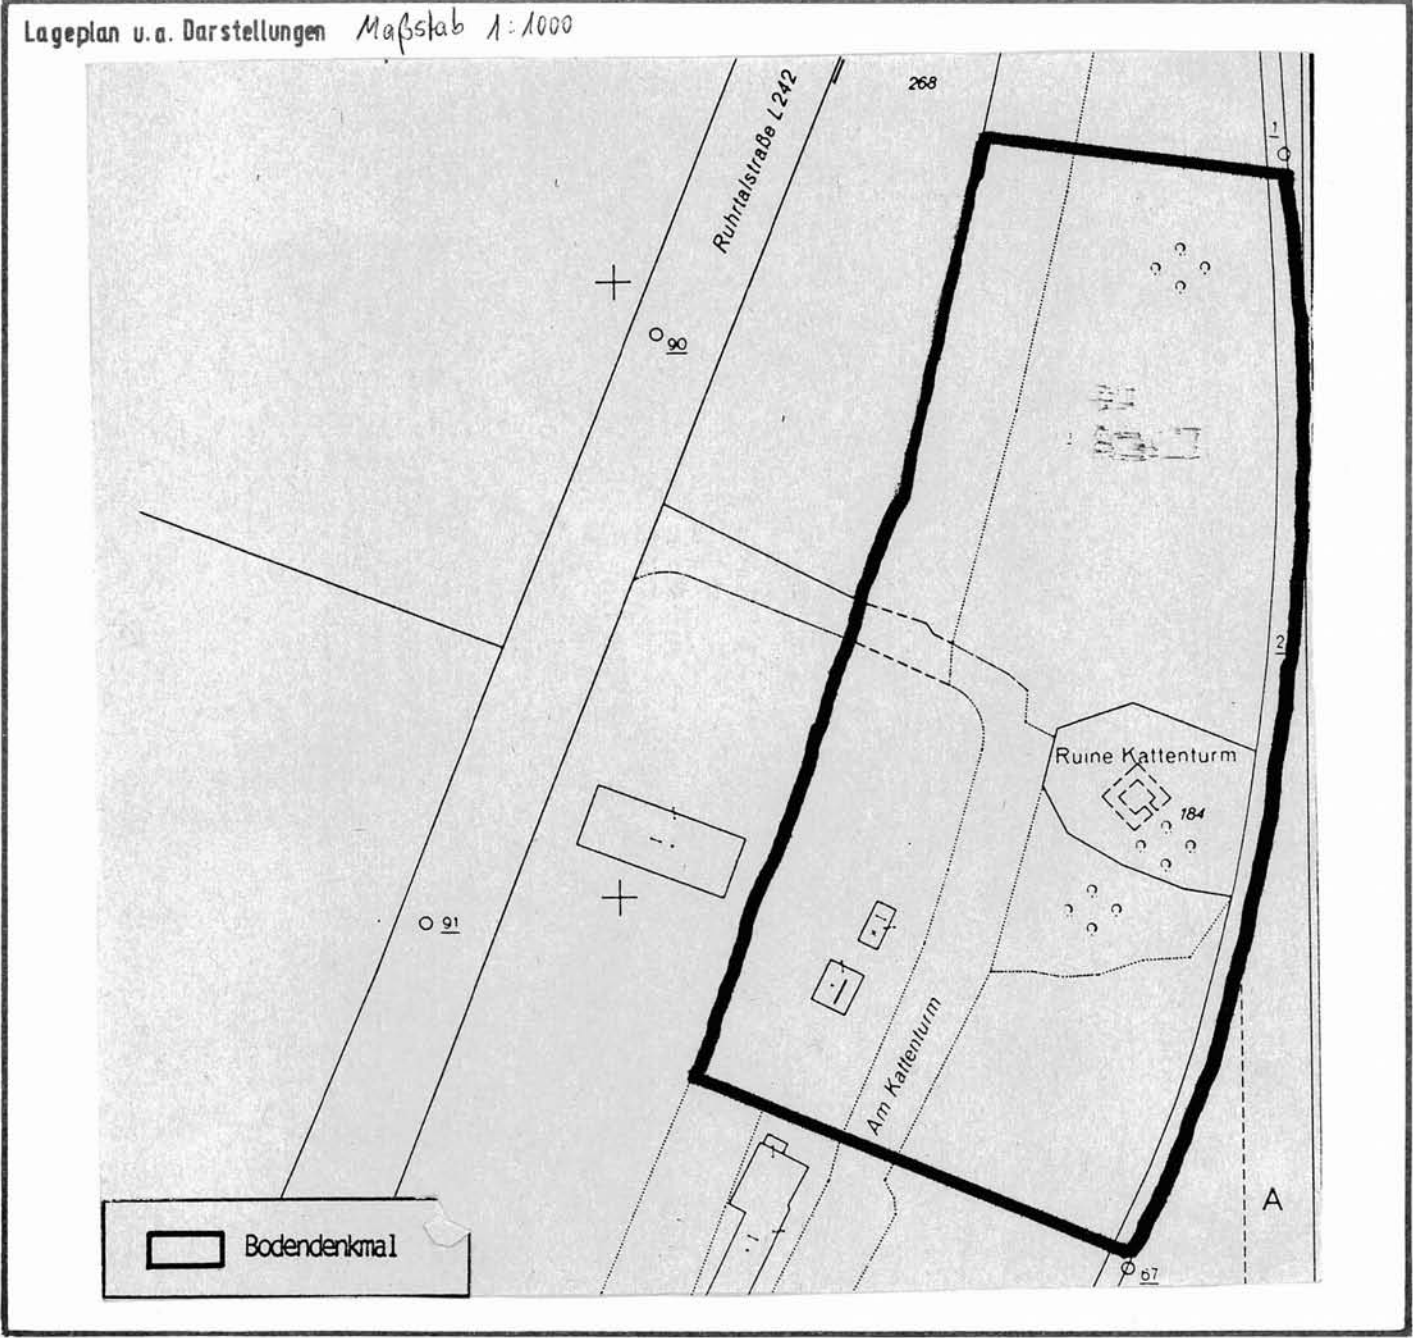 Lageplan u.a. Darstellungen Maßstab 1:1000
268
Ruhrtalstraße L 242
1
90
2
Ruine Kattenturm
184
91
Am Kattenturm
A
Bodendenkmal
67